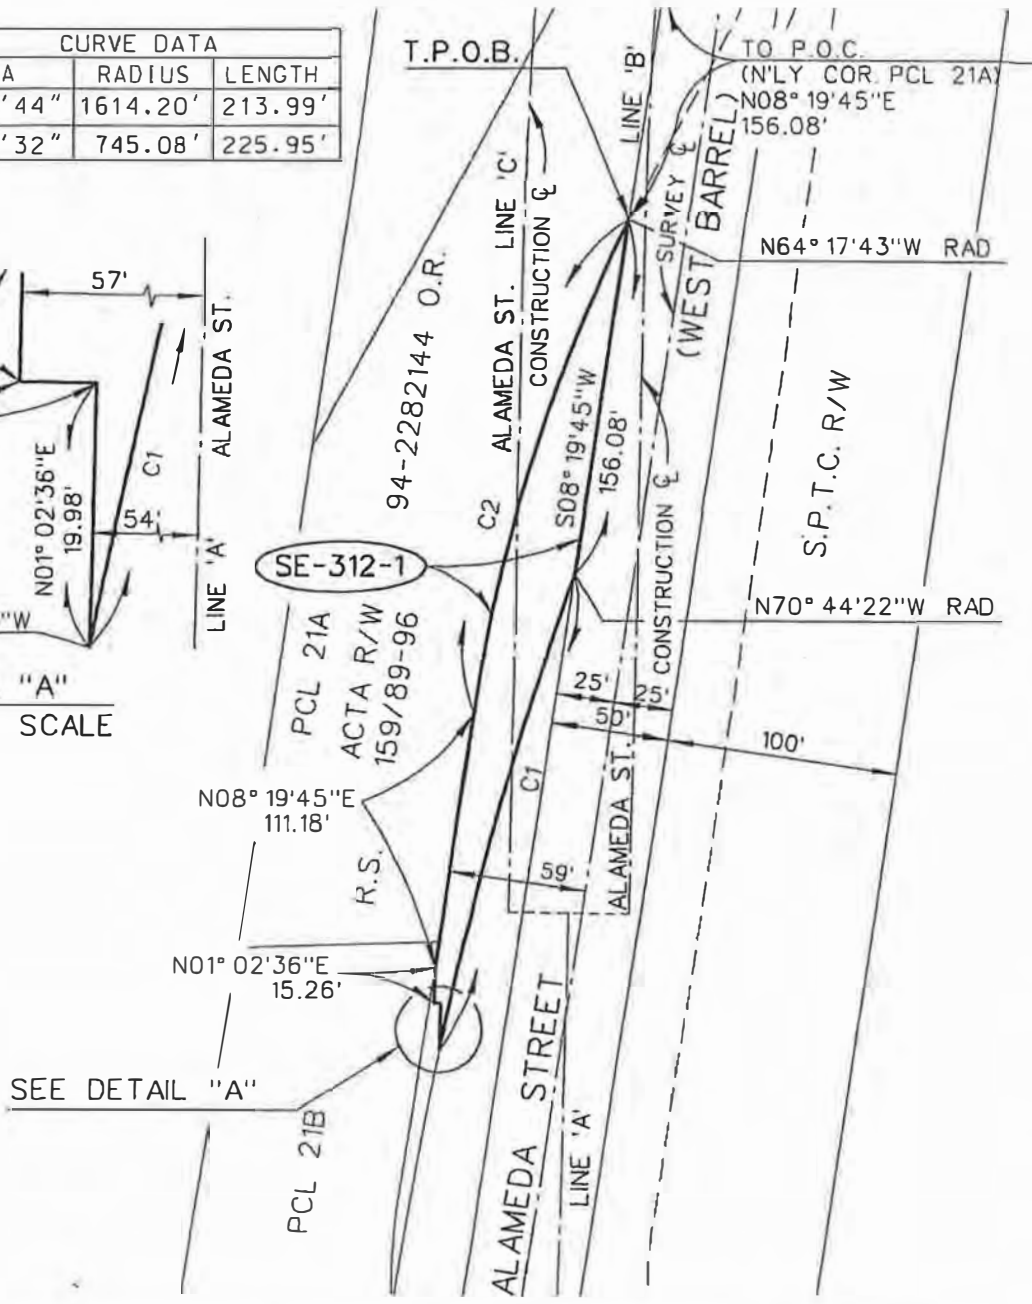 CURVE DATA
A RADIUS LENGTH
'44" 1614.20' 213.99'
'32" 745.08' 225.95'
T.P.O.B.
LINE 'B'
TO P.O.C.
(N'LY COR. PCL 21A)
N08° 19'45"E
156.08'
SURVEY ℄
(WEST BARREL)
N64° 17'43"W RAD
57'
ALAMEDA ST.
LINE 'A'
C1
N01° 02'36"E
19.98'
54'
"W
"A"
SCALE
94-2282144 O.R.
ALAMEDA ST. LINE 'C'
CONSTRUCTION ℄
S08° 19'45"W
156.08'
C2
SE-312-1
CONSTRUCTION ℄
S.P.T.C. R/W
N70° 44'22"W RAD
PCL 21A
ACTA R/W
159/89-96
25' 25'
50'
100'
N08° 19'45"E
111.18'
C1
ALAMEDA ST.
59'
R.S.
N01° 02'36"E
15.26'
SEE DETAIL "A"
PCL 21B
ALAMEDA STREET
LINE 'A'